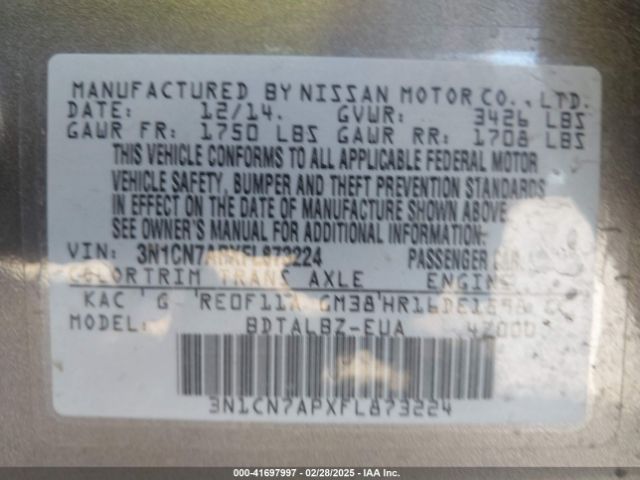 MANUFACTURED BY NISSAN MOTOR CO., LTD.
DATE: 12/14. GVWR: 3426 LBS
GAWR FR: 1750 LBS GAWR RR: 1708 LBS
THIS VEHICLE CONFORMS TO ALL APPLICABLE FEDERAL MOTOR
VEHICLE SAFETY, BUMPER AND THEFT PREVENTION STANDARDS
IN EFFECT ON THE DATE OF MANUFACTURE SHOWN ABOVE.
SEE OWNER'S MANUAL FOR ADDITIONAL INFORMATION.
VIN: 3N1CN7APXFL873224 PASSENGER CAR
COLOR TRIM TRANS AXLE ENGINE
KAC G RE0F11A GM38 HR16DE
MODEL: BDTALBZ-EUA
3N1CN7APXFL873224
000-41697997 | 02/28/2025 - IAA Inc.